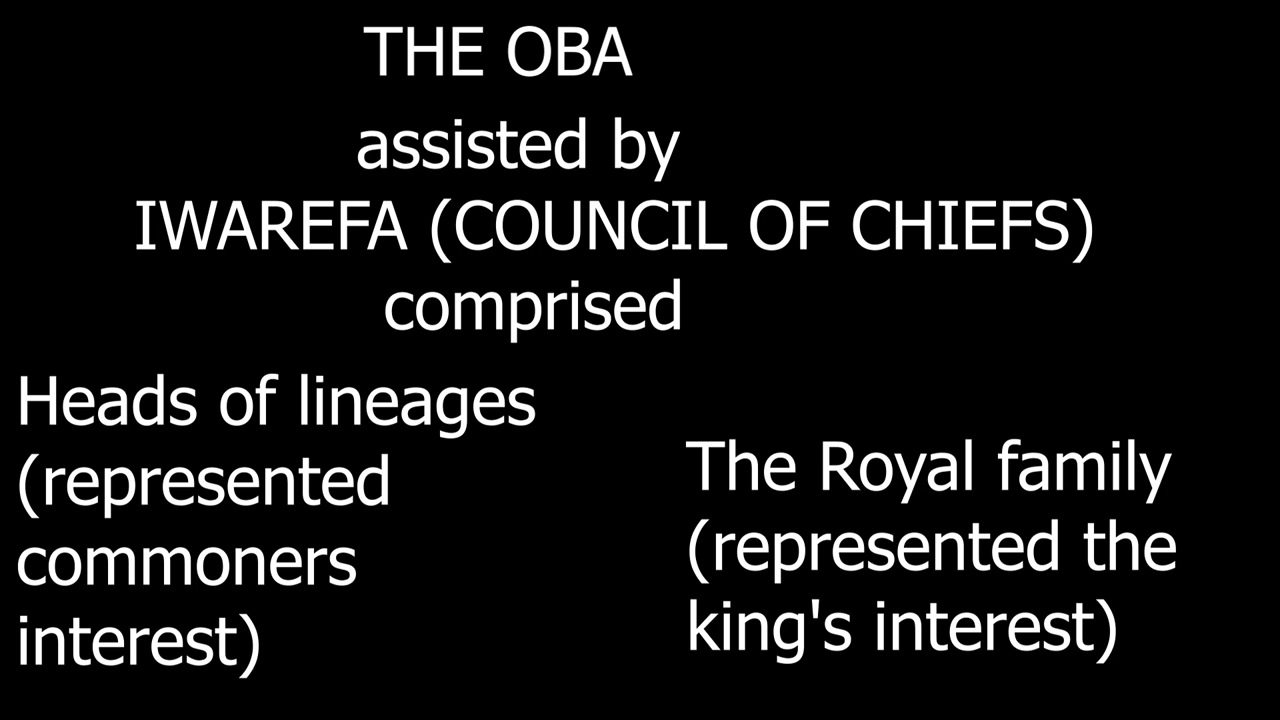 THE OBA
assisted by
IWAREFA (COUNCIL OF CHIEFS)
comprised
Heads of lineages
(represented
commoners
interest)
The Royal family
(represented the
king's interest)